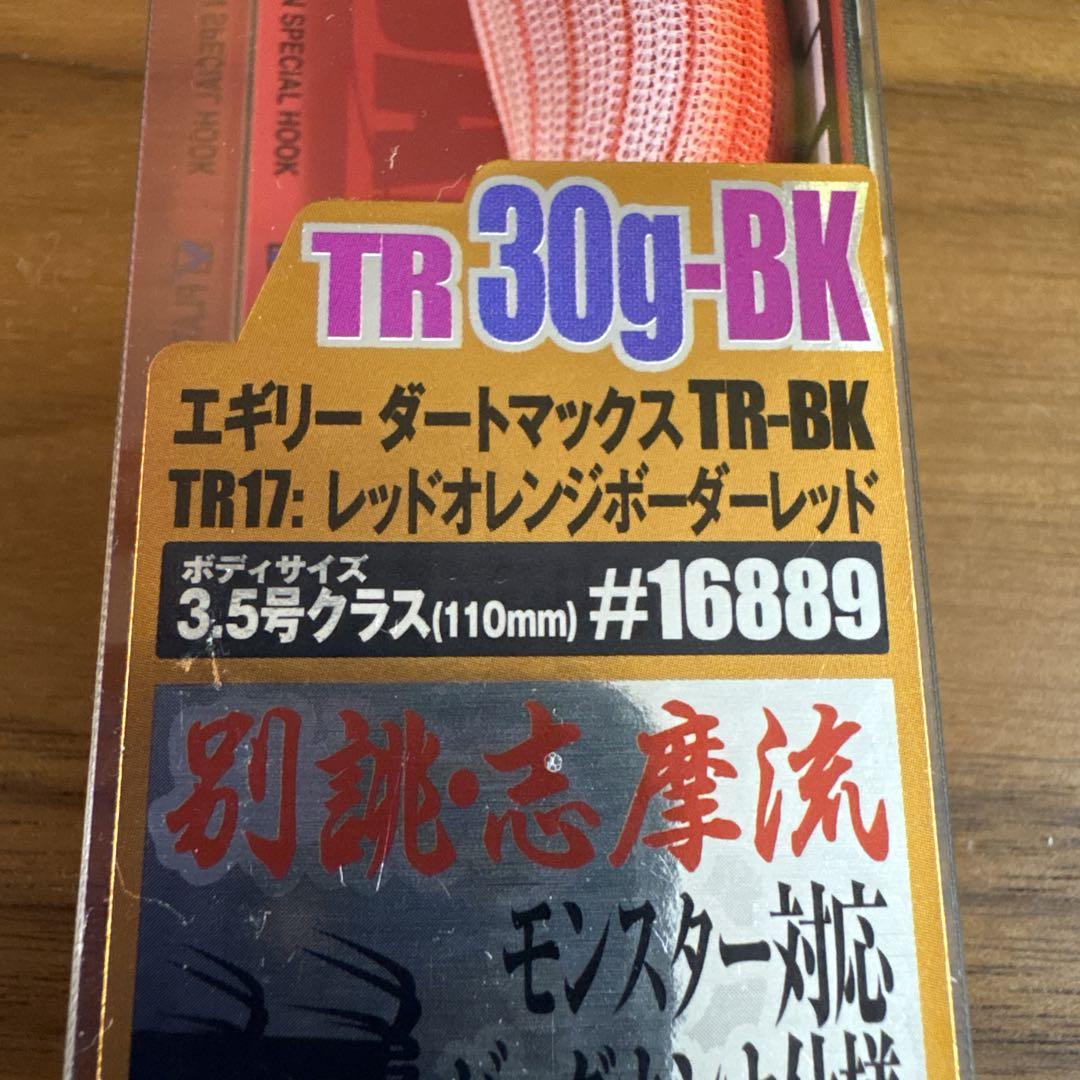 N SPECIAL HOOK
TR 30g-BK
エギリー ダートマックス TR-BK
TR17: レッドオレンジボーダーレッド
ボディサイズ
3.5号クラス(110mm) #16889
別誂・志摩流
モンスター対応